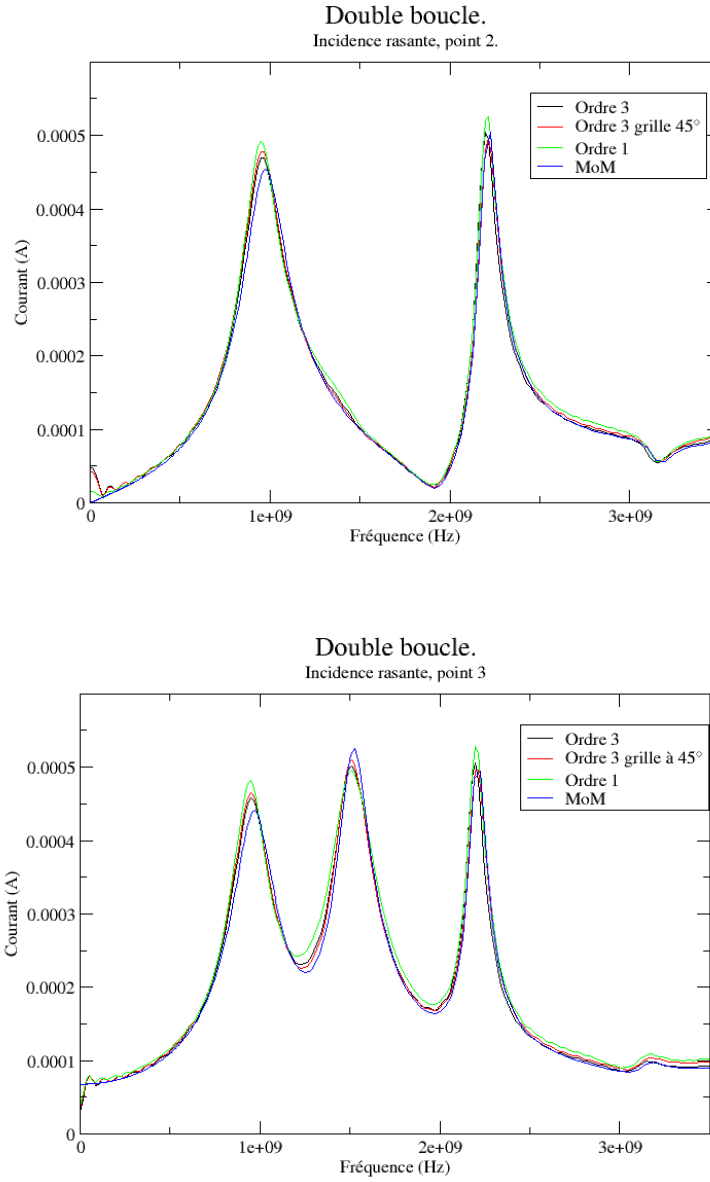 Double boucle.
Incidence rasante, point 2.
Ordre 3
Ordre 3 grille 45°
Ordre 1
MoM
0.0005
0.0004
0.0003
0.0002
0.0001
0
Courant (A)
0 1e+09 2e+09 3e+09
Fréquence (Hz)
Double boucle.
Incidence rasante, point 3
Ordre 3
Ordre 3 grille à 45°
Ordre 1
MoM
0.0005
0.0004
0.0003
0.0002
0.0001
0
Courant (A)
0 1e+09 2e+09 3e+09
Fréquence (Hz)